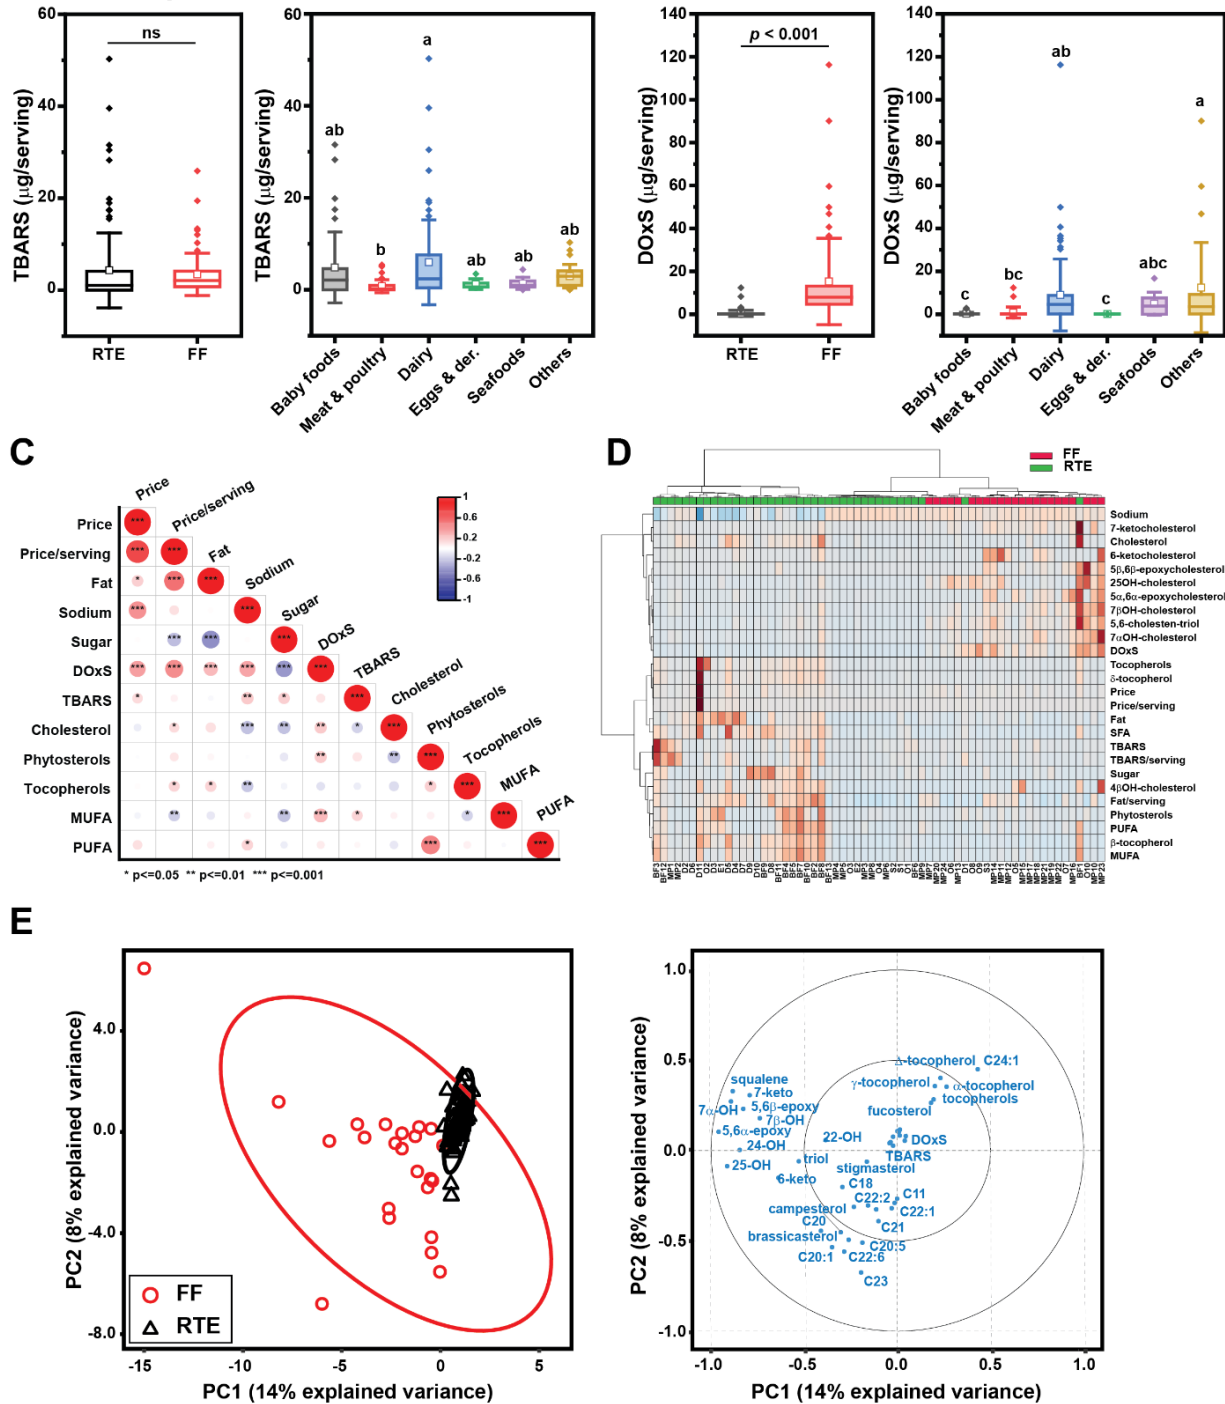 60
40
20
0
TBARS (μg/serving)
ns
RTE
FF
60
40
20
0
TBARS (μg/serving)
ab
b
a
ab
ab
ab
Baby foods
Meat & poultry
Dairy
Eggs & der.
Seafoods
Others
140
120
100
80
60
40
20
0
DOxS (μg/serving)
p < 0.001
RTE
FF
140
120
100
80
60
40
20
0
DOxS (μg/serving)
c
bc
ab
c
abc
a
Baby foods
Meat & poultry
Dairy
Eggs & der.
Seafoods
Others
C
Price
Price/serving
Fat
Sodium
Sugar
DOxS
TBARS
Cholesterol
Phytosterols
Tocopherols
MUFA
PUFA
Price ***
Price/serving *** ***
Fat * *** ***
Sodium *** ***
Sugar *** *** ***
DOxS *** *** *** *** *** ***
TBARS * ** * ***
Cholesterol * *** ** ** * ***
Phytosterols ** ** ***
Tocopherols * * ** * ***
MUFA ** ** *** * * ***
PUFA * *** ***
1
0.6
0.2
-0.2
-0.6
-1
* p<=0.05 ** p<=0.01 *** p<=0.001
D
FF
RTE
Sodium
7-ketocholesterol
Cholesterol
6-ketocholesterol
5β,6β-epoxycholesterol
25OH-cholesterol
5α,6α-epoxycholesterol
7βOH-cholesterol
5,6-cholesten-triol
7αOH-cholesterol
DOxS
Tocopherols
δ-tocopherol
Price
Price/serving
Fat
SFA
TBARS
TBARS/serving
Sugar
4βOH-cholesterol
Fat/serving
Phytosterols
PUFA
β-tocopherol
MUFA
E
4.0
0.0
-4.0
-8.0
PC2 (8% explained variance)
FF
RTE
-15
-10
-5
0
5
PC1 (14% explained variance)
1.0
0.5
0.0
-0.5
-1.0
PC2 (8% explained variance)
Δ-tocopherol
C24:1
γ-tocopherol
α-tocopherol
tocopherols
fucosterol
squalene
7-keto
7α-OH
5,6β-epoxy
7β-OH
5,6α-epoxy
24-OH
22-OH
DOxS
TBARS
25-OH
triol
6-keto
stigmasterol
C18
C22:2
C11
campesterol
C22:1
C20
C21
brassicasterol
C20:5
C20:1
C22:6
C23
-1.0
-0.5
0.0
0.5
1.0
PC1 (14% explained variance)